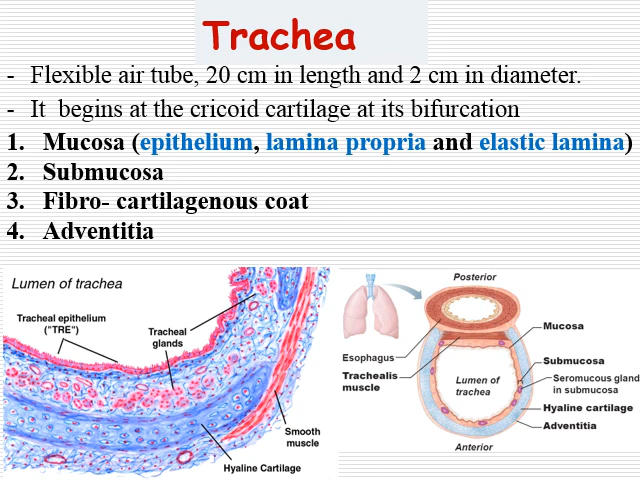 Trachea
- Flexible air tube, 20 cm in length and 2 cm in diameter.
- It begins at the cricoid cartilage at its bifurcation
1. Mucosa (epithelium, lamina propria and elastic lamina)
2. Submucosa
3. Fibro- cartilagenous coat
4. Adventitia
Lumen of trachea
Tracheal epithelium
("TRE")
Tracheal
glands
Smooth
muscle
Hyaline Cartilage
Posterior
Mucosa
Esophagus
Submucosa
Trachealis
muscle
Lumen of
trachea
Seromucous gland
in submucosa
Hyaline cartilage
Adventitia
Anterior